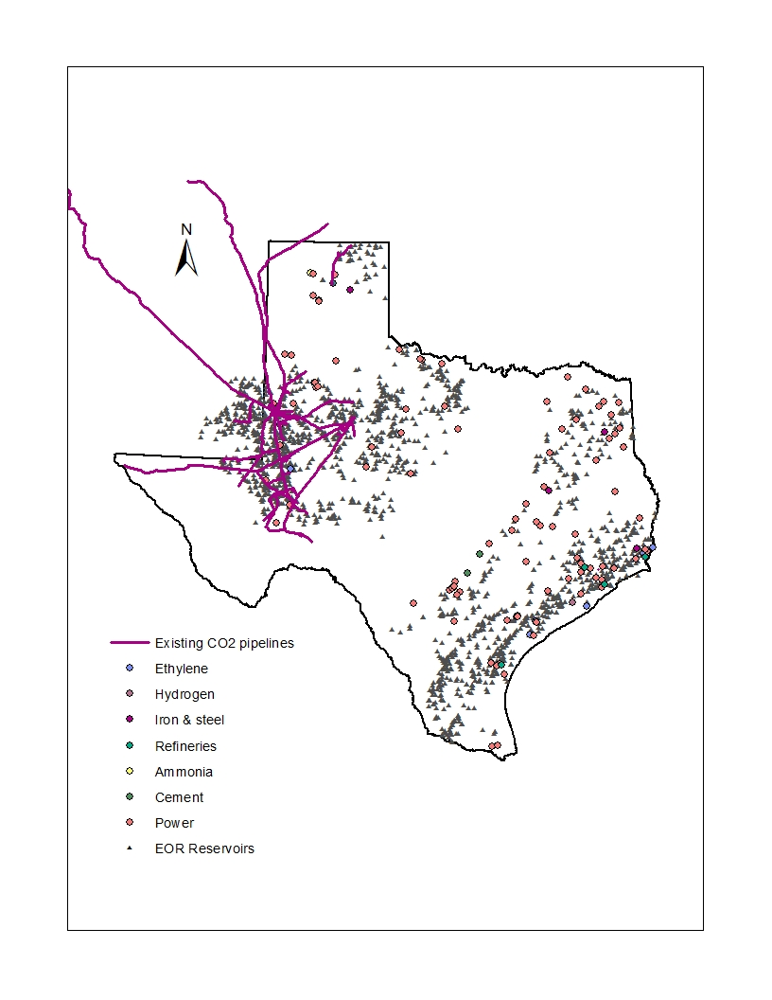 N
Existing CO2 pipelines
Ethylene
Hydrogen
Iron & steel
Refineries
Ammonia
Cement
Power
EOR Reservoirs